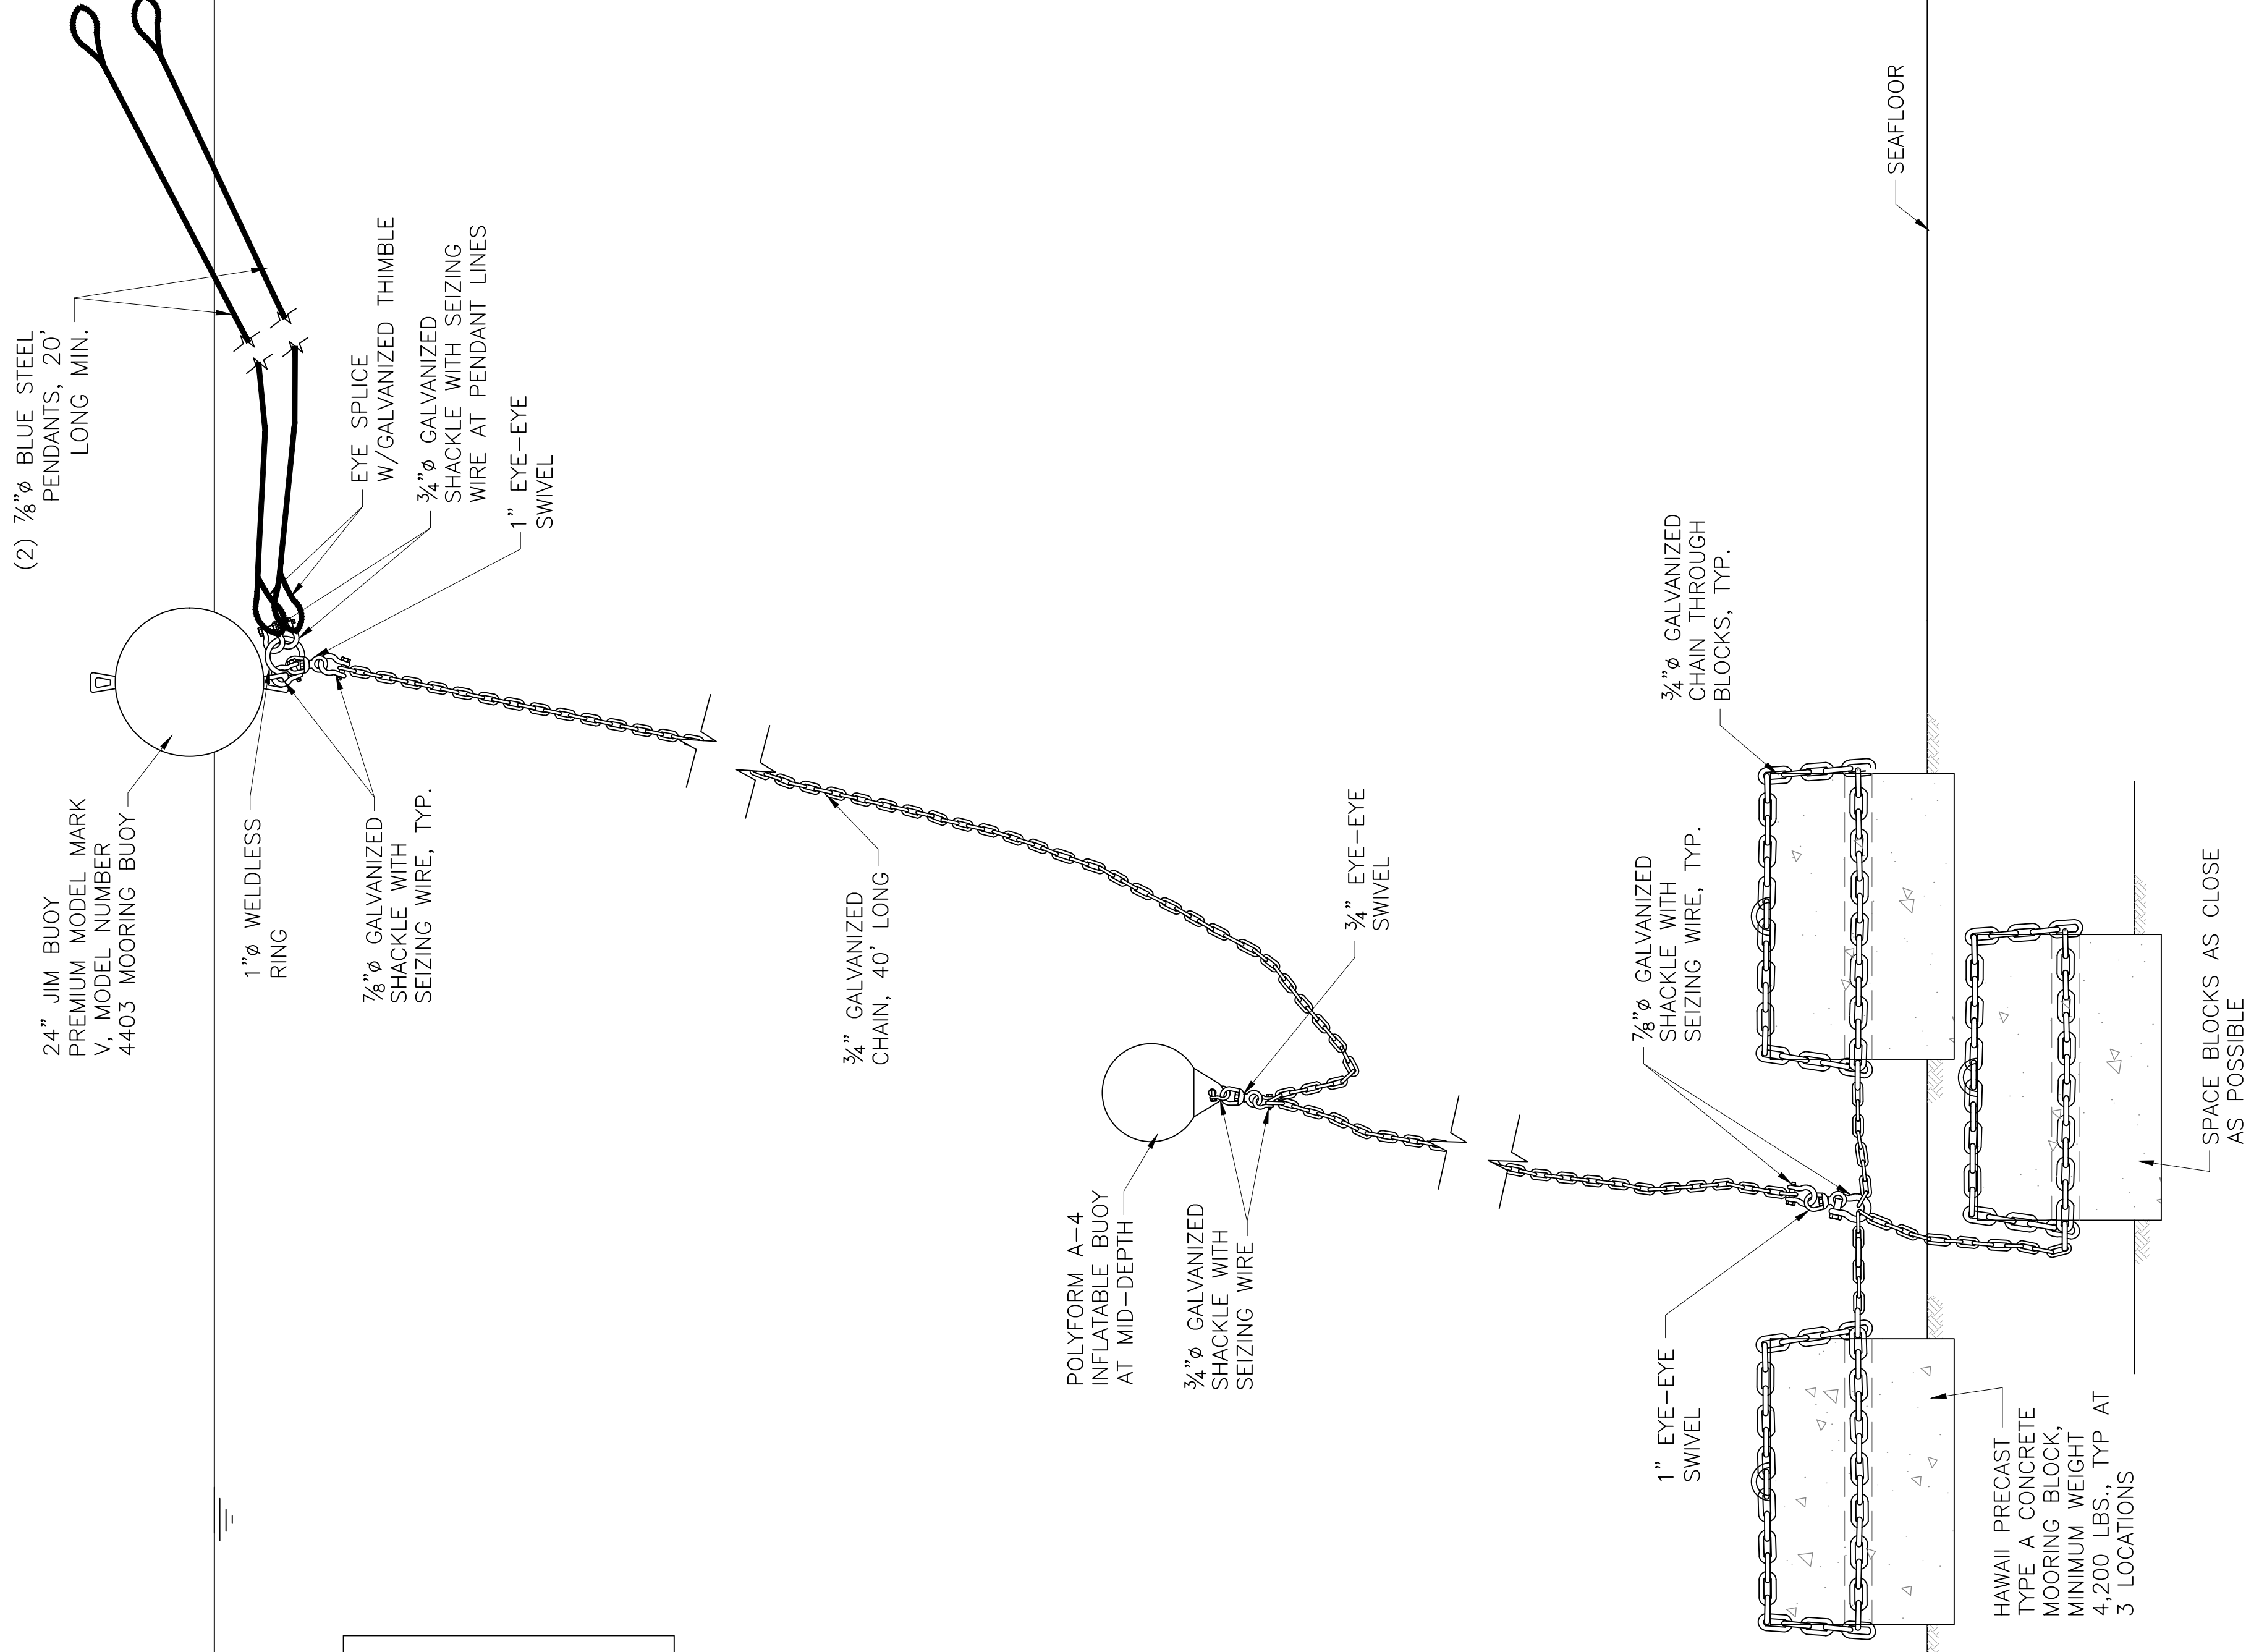 (2) ⅞"ø BLUE STEEL
PENDANTS, 20'
LONG MIN.
EYE SPLICE
W/GALVANIZED THIMBLE
¾"ø GALVANIZED
SHACKLE WITH SEIZING
WIRE AT PENDANT LINES
1" EYE-EYE
SWIVEL
24" JIM BUOY
PREMIUM MODEL MARK
V, MODEL NUMBER
4403 MOORING BUOY
1"ø WELDLESS
RING
⅞"ø GALVANIZED
SHACKLE WITH
SEIZING WIRE, TYP.
¾" GALVANIZED
CHAIN, 40' LONG
¾" EYE-EYE
SWIVEL
POLYFORM A-4
INFLATABLE BUOY
AT MID-DEPTH
¾"ø GALVANIZED
SHACKLE WITH
SEIZING WIRE
⅞"ø GALVANIZED
SHACKLE WITH
SEIZING WIRE, TYP.
¾"ø GALVANIZED
CHAIN THROUGH
BLOCKS, TYP.
SEAFLOOR
1" EYE-EYE
SWIVEL
HAWAII PRECAST
TYPE A CONCRETE
MOORING BLOCK,
MINIMUM WEIGHT
4,200 LBS., TYP AT
3 LOCATIONS
SPACE BLOCKS AS CLOSE
AS POSSIBLE